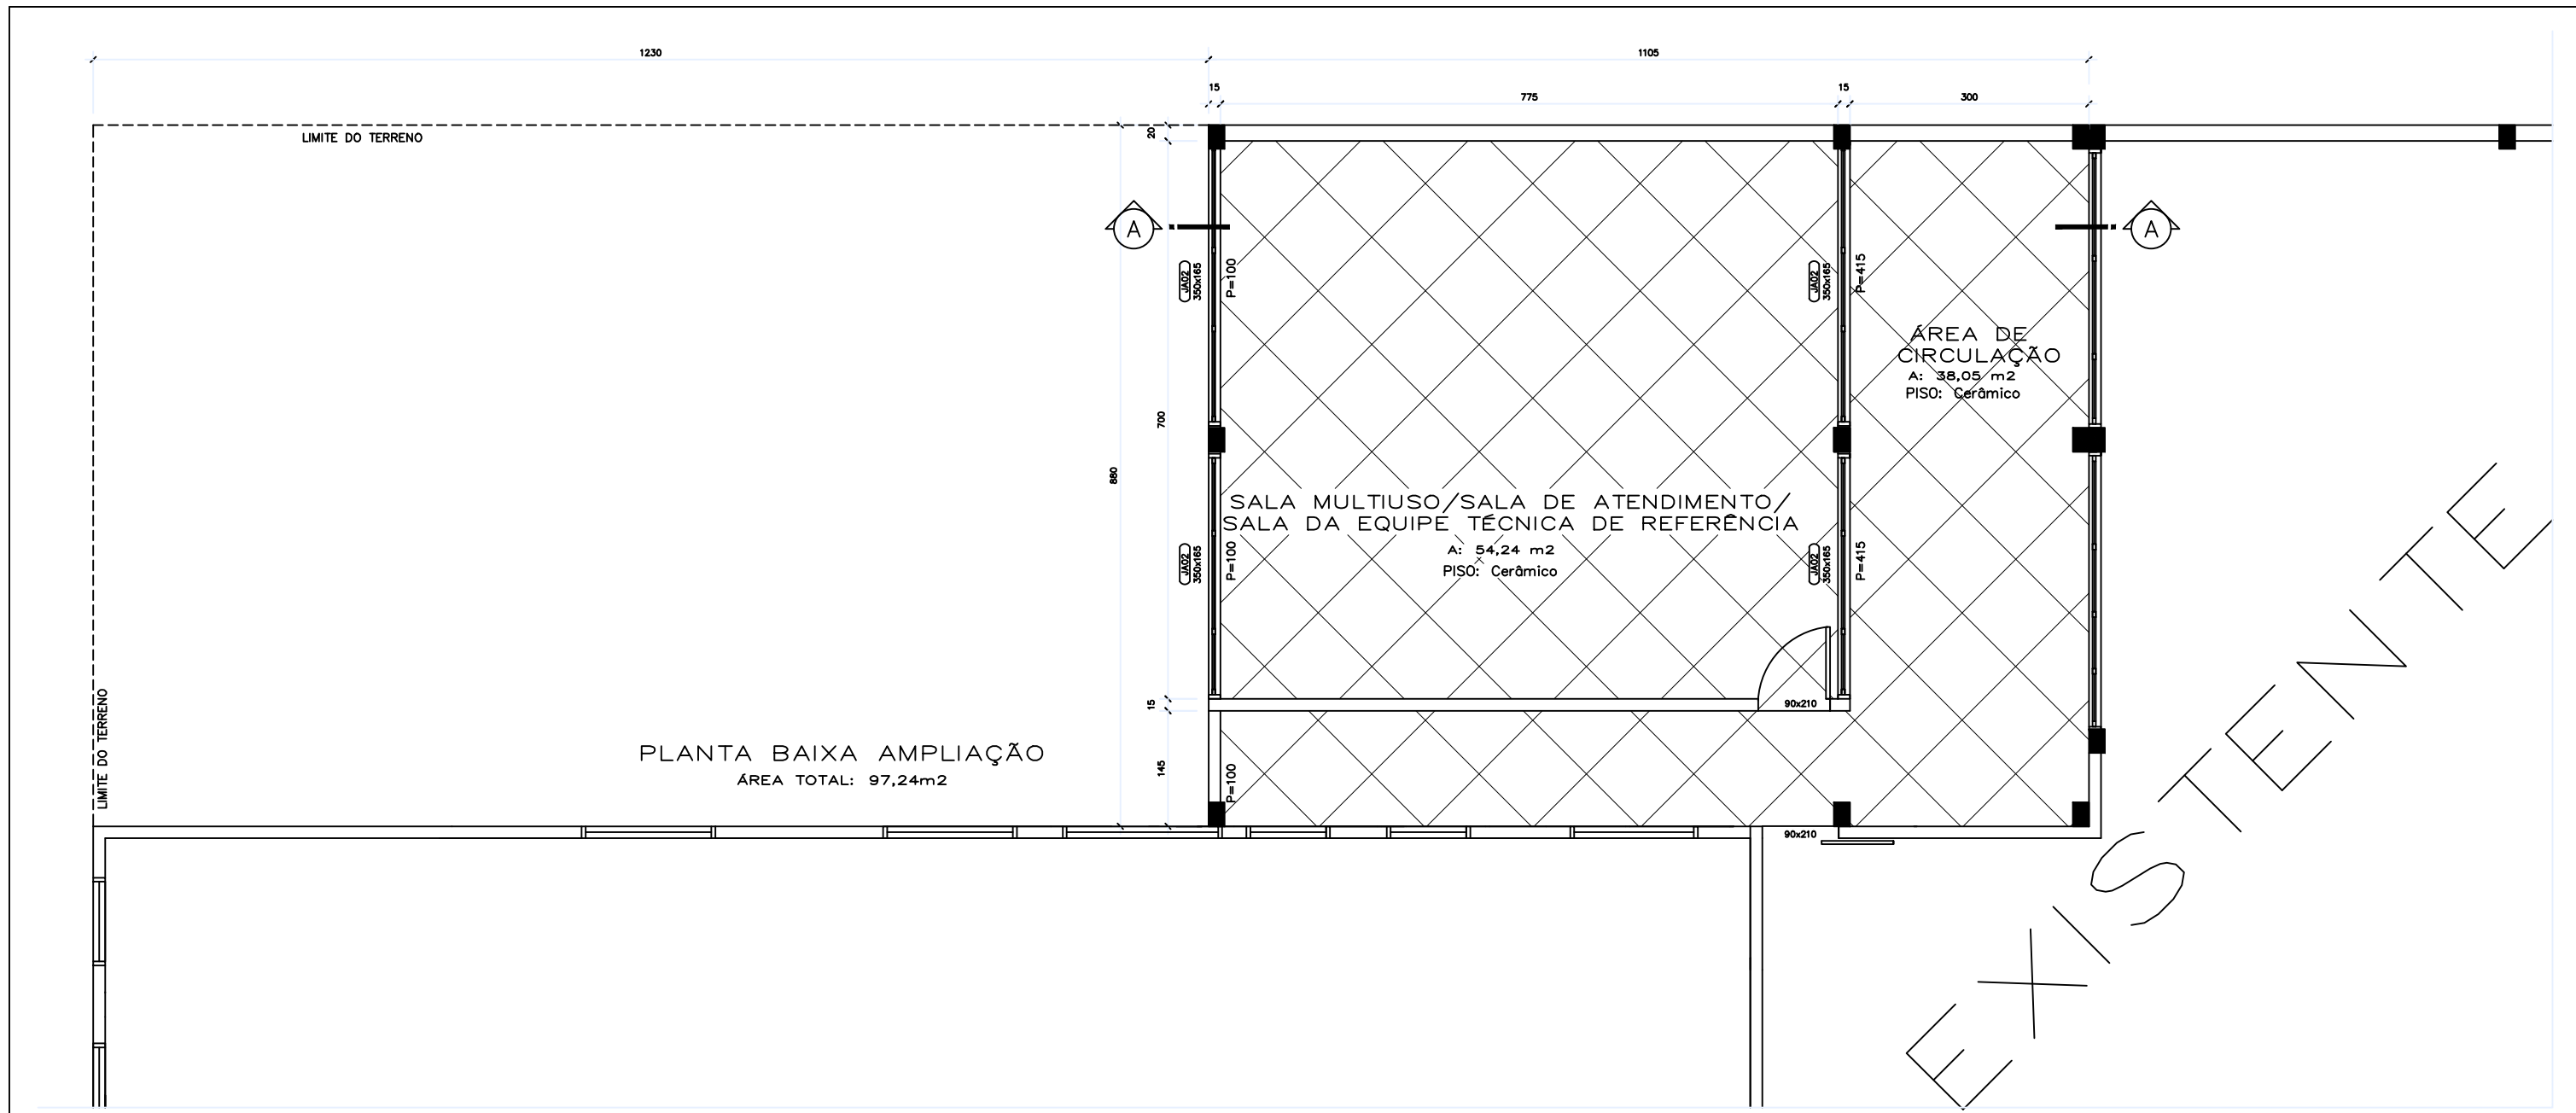 1230
1105
15
775
15
300
LIMITE DO TERRENO
20
A
A
JA02
350x165
P=100
JA02
350x165
P=415
ÁREA DE
CIRCULAÇÃO
A: 38,05 m2
PISO: Cerâmico
700
880
SALA MULTIUSO/SALA DE ATENDIMENTO/
SALA DA EQUIPE TÉCNICA DE REFERÊNCIA
A: 54,24 m2
PISO: Cerâmico
JA02
350x165
P=100
JA02
350x165
P=415
15
90x210
LIMITE DO TERRENO
PLANTA BAIXA AMPLIAÇÃO
ÁREA TOTAL: 97,24m2
145
P=100
90x210
EXISTENTE